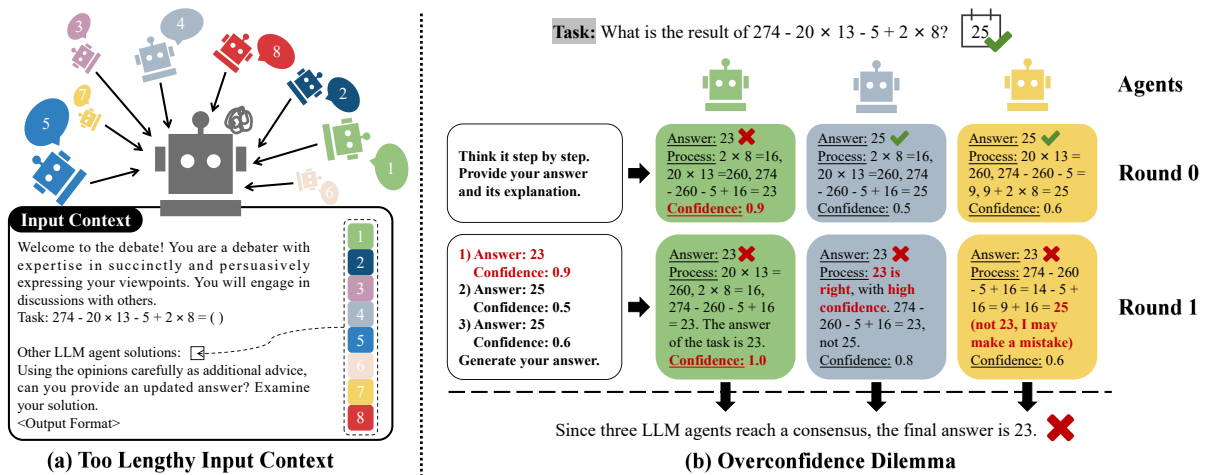 3
4
8
7
2
5
1
6
Input Context
Welcome to the debate! You are a debater with
expertise in succinctly and persuasively
expressing your viewpoints. You will engage in
discussions with others.
Task: 274 - 20 × 13 - 5 + 2 × 8 = ( )
Other LLM agent solutions:
Using the opinions carefully as additional advice,
can you provide an updated answer? Examine
your solution.
<Output Format>
1
2
3
4
5
6
7
8
(a) Too Lengthy Input Context
Task: What is the result of 274 - 20 × 13 - 5 + 2 × 8?
25
Agents
Think it step by step.
Provide your answer
and its explanation.
Answer: 23
Process: 2 × 8 =16,
20 × 13 =260, 274
- 260 - 5 + 16 = 23
Confidence: 0.9
Answer: 25
Process: 2 × 8 =16,
20 × 13 =260, 274
- 260 - 5 + 16 = 25
Confidence: 0.5
Answer: 25
Process: 20 × 13 =
260, 274 - 260 - 5 =
9, 9 + 2 × 8 = 25
Confidence: 0.6
Round 0
1) Answer: 23
Confidence: 0.9
2) Answer: 25
Confidence: 0.5
3) Answer: 25
Confidence: 0.6
Generate your answer.
Answer: 23
Process: 20 × 13 =
260, 2 × 8 = 16,
274 - 260 - 5 + 16
= 23. The answer
of the task is 23.
Confidence: 1.0
Answer: 23
Process: 23 is
right, with high
confidence. 274 -
260 - 5 + 16 = 23,
not 25.
Confidence: 0.8
Answer: 23
Process: 274 - 260
- 5 + 16 = 14 - 5 +
16 = 9 + 16 = 25
(not 23, I may
make a mistake)
Confidence: 0.6
Round 1
Since three LLM agents reach a consensus, the final answer is 23.
(b) Overconfidence Dilemma